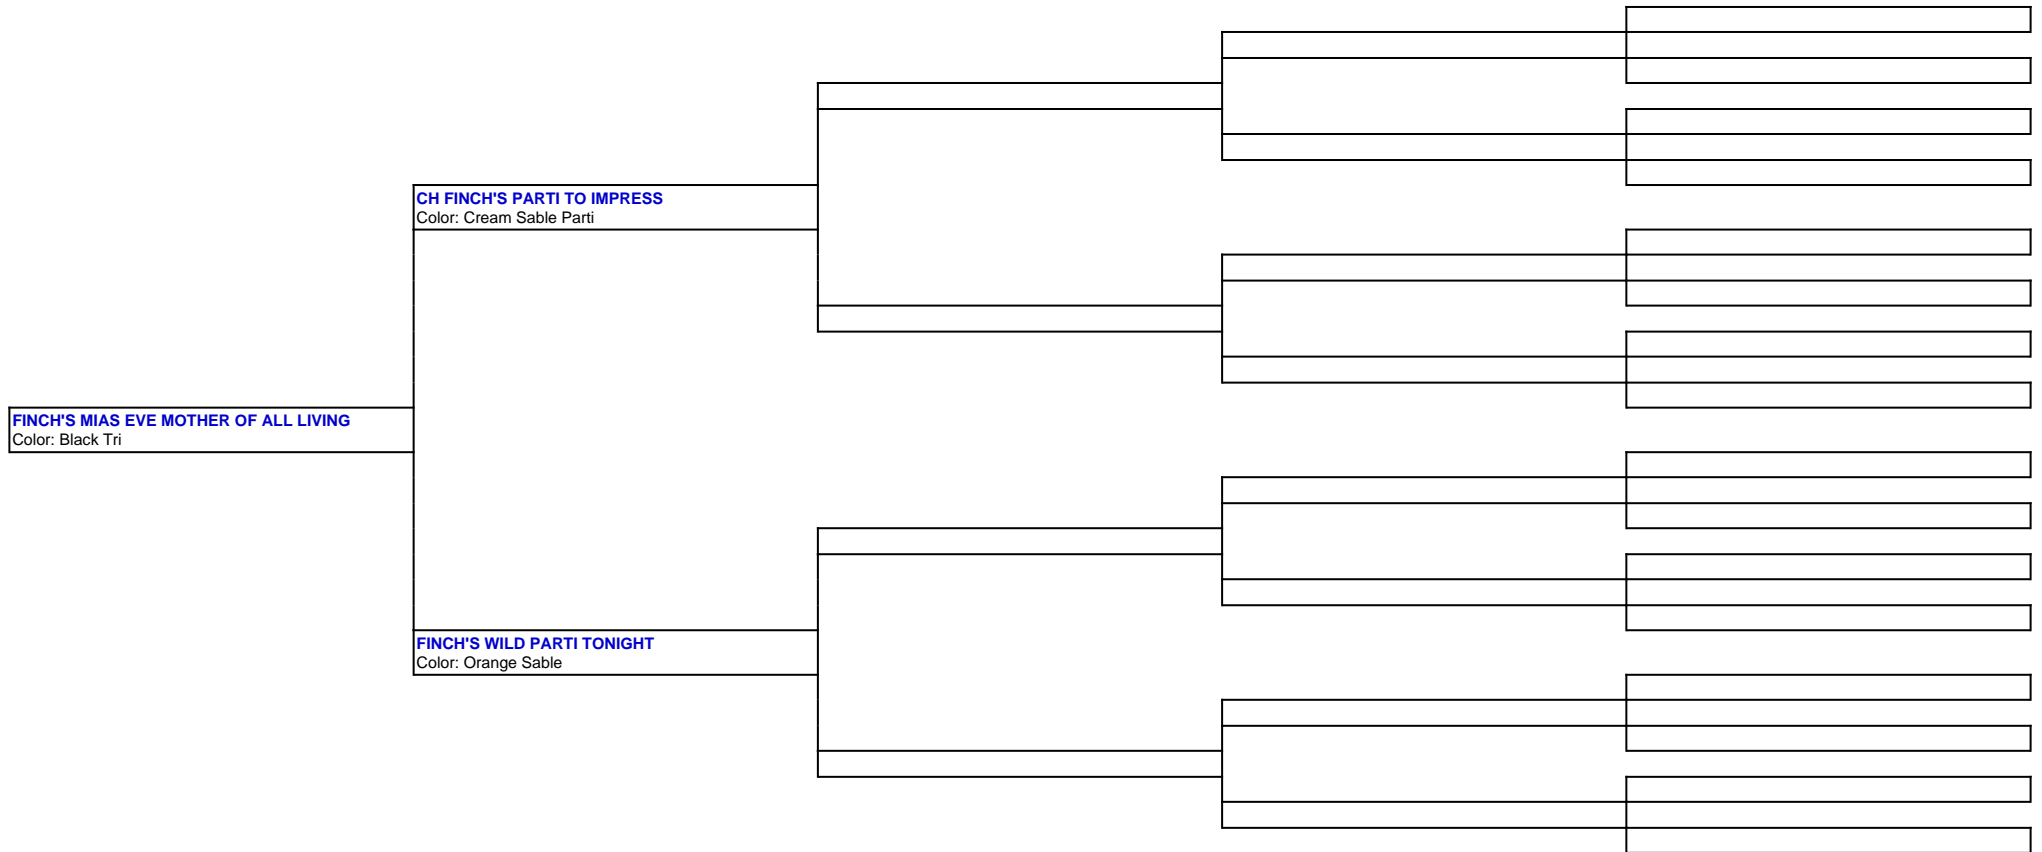 CH FINCH'S PARTI TO IMPRESS
Color: Cream Sable Parti
FINCH'S MIAS EVE MOTHER OF ALL LIVING
Color: Black Tri
FINCH'S WILD PARTI TONIGHT
Color: Orange Sable